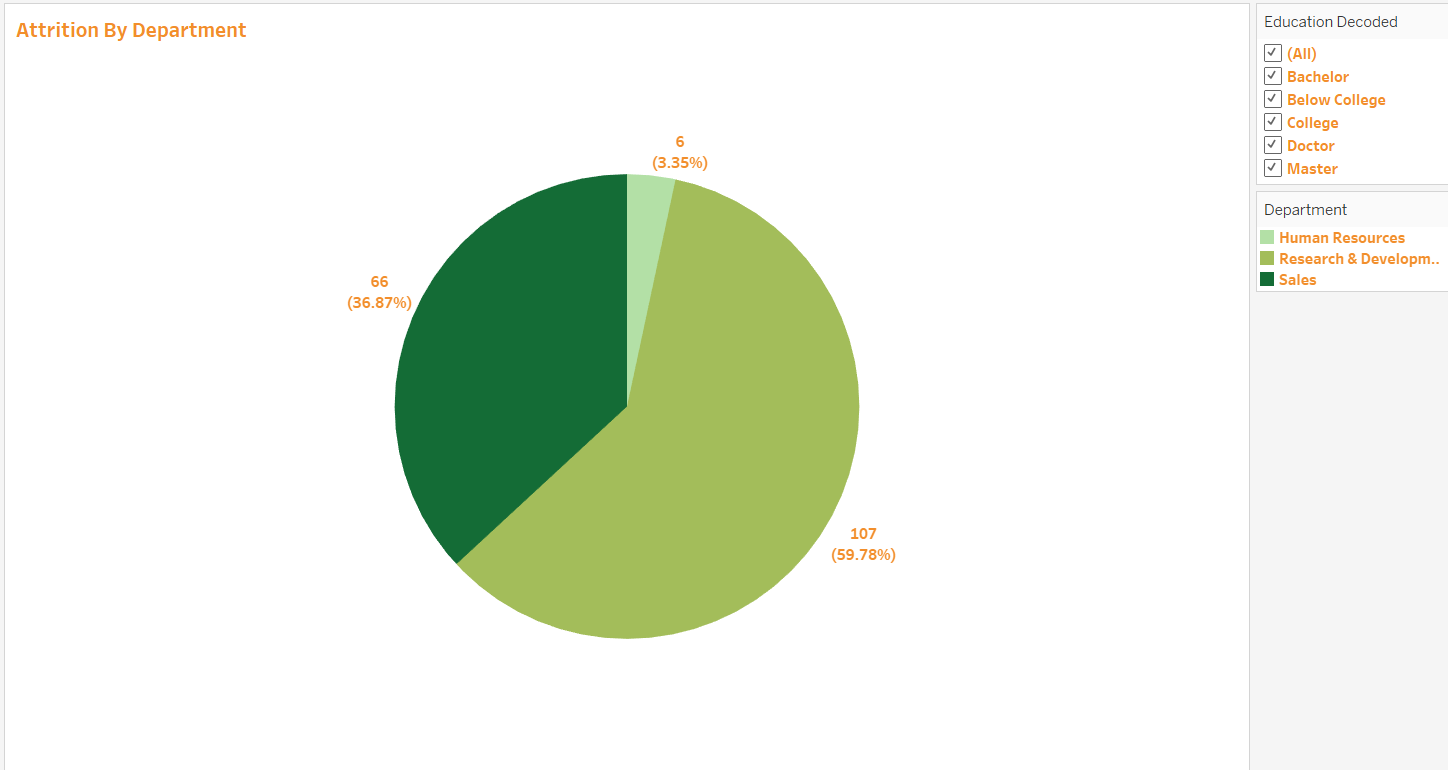 Attrition By Department
6
(3.35%)
66
(36.87%)
107
(59.78%)
Education Decoded
(All)
Bachelor
Below College
College
Doctor
Master
Department
Human Resources
Research & Developm..
Sales